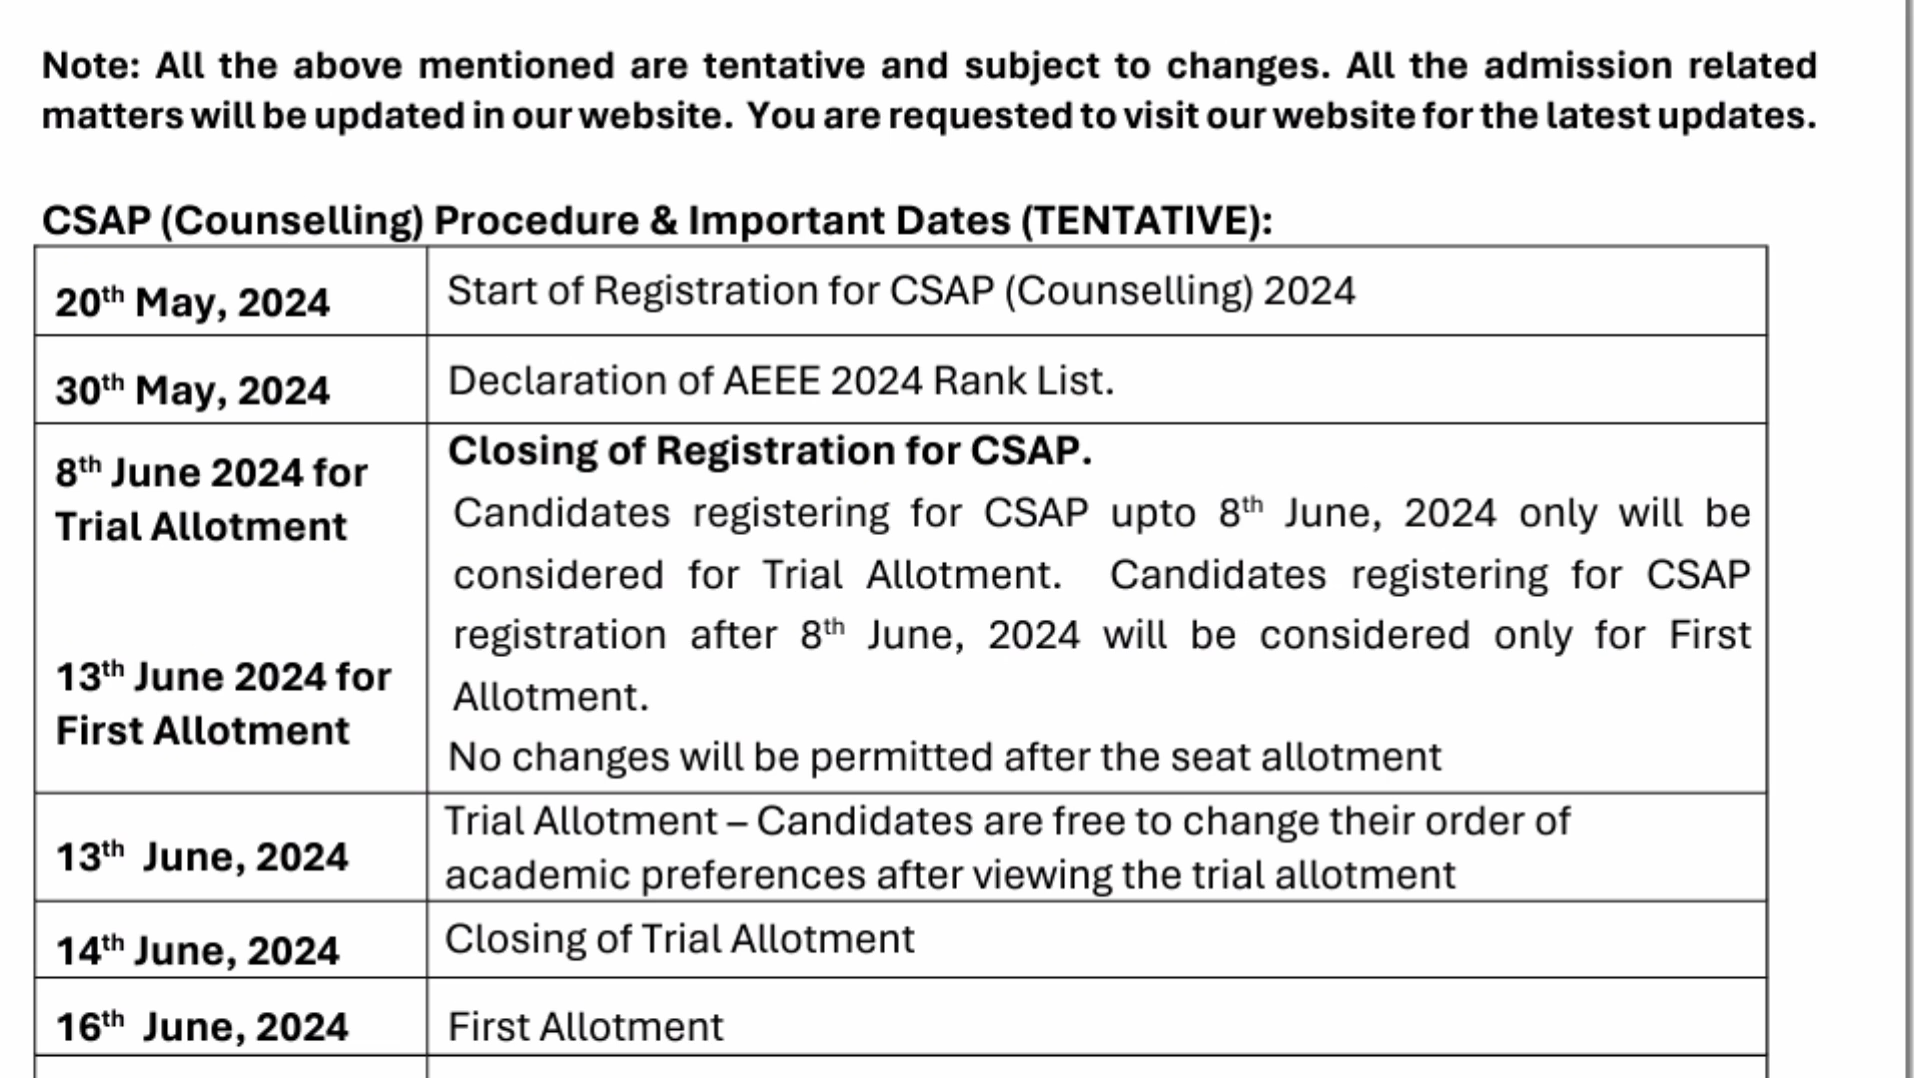 Note: All the above mentioned are tentative and subject to changes. All the admission related
matters will be updated in our website. You are requested to visit our website for the latest updates.
CSAP (Counselling) Procedure & Important Dates (TENTATIVE):
20th May, 2024
Start of Registration for CSAP (Counselling) 2024
30th May, 2024
Declaration of AEEE 2024 Rank List.
8th June 2024 for
Trial Allotment
13th June 2024 for
First Allotment
Closing of Registration for CSAP.
Candidates registering for CSAP upto 8th June, 2024 only will be
considered for Trial Allotment. Candidates registering for CSAP
registration after 8th June, 2024 will be considered only for First
Allotment.
No changes will be permitted after the seat allotment
13th June, 2024
Trial Allotment – Candidates are free to change their order of
academic preferences after viewing the trial allotment
14th June, 2024
Closing of Trial Allotment
16th June, 2024
First Allotment